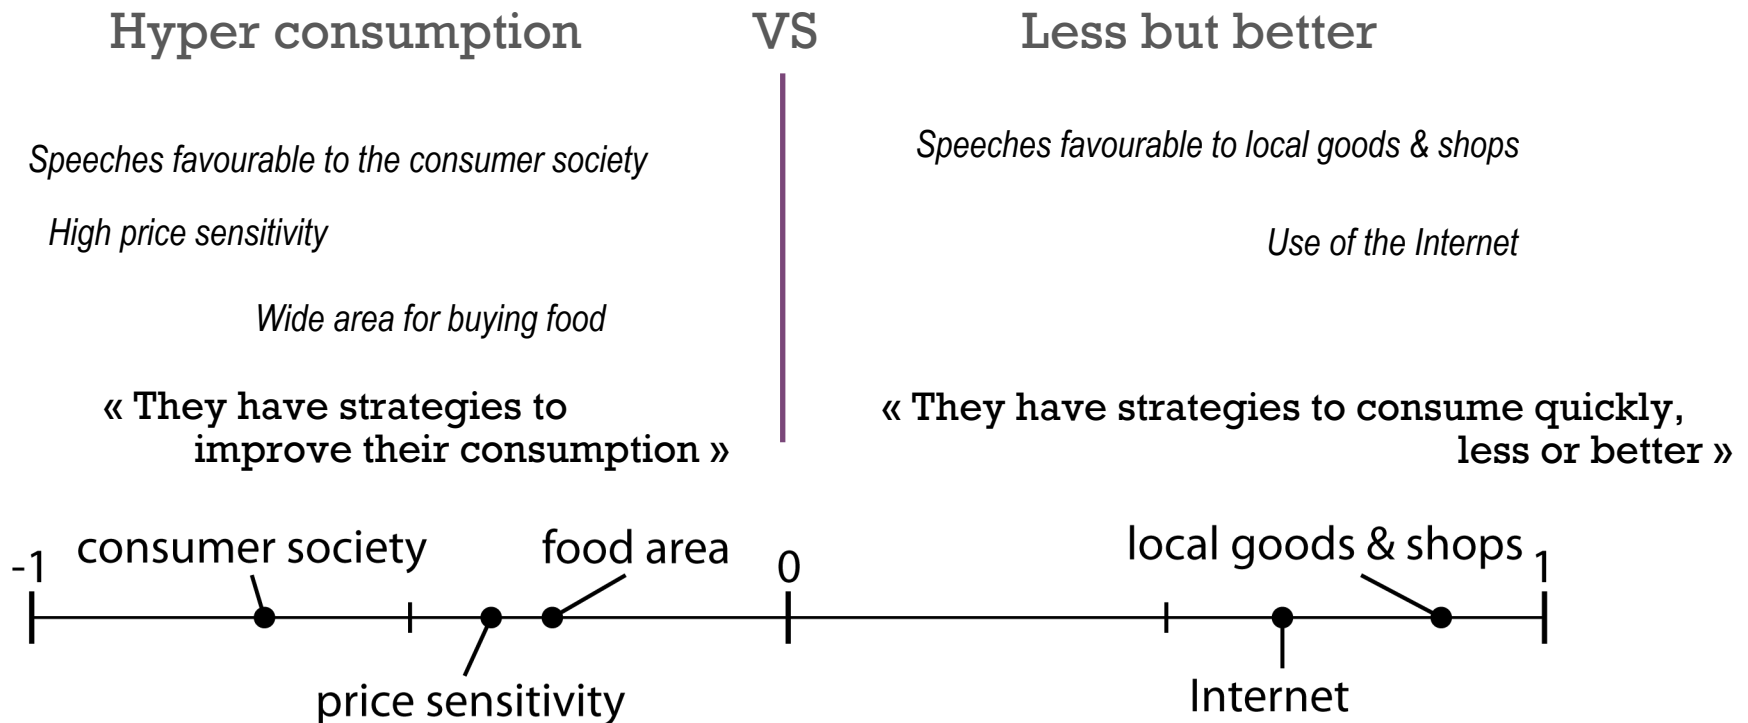 Hyper consumption VS Less but better
Speeches favourable to the consumer society
High price sensitivity
Wide area for buying food
« They have strategies to
improve their consumption »
Speeches favourable to local goods & shops
Use of the Internet
« They have strategies to consume quickly,
less or better »
-1 consumer society food area 0 local goods & shops 1
price sensitivity Internet